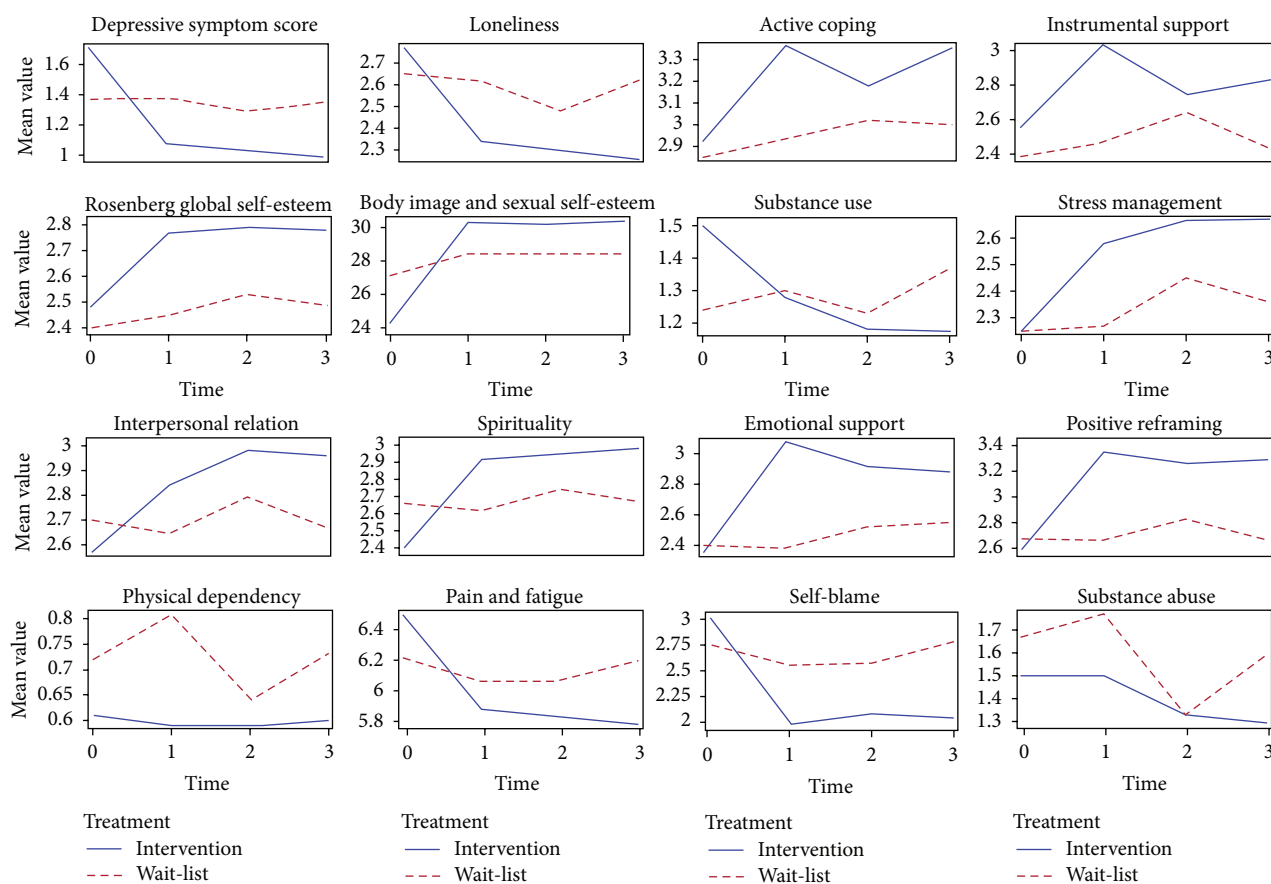 Depressive symptom score
Loneliness
Active coping
Instrumental support
Mean value
1.6
1.4
1.2
1
2.7
2.6
2.5
2.4
2.3
3.3
3.2
3.1
3
2.9
3
2.8
2.6
2.4
Rosenberg global self-esteem
Body image and sexual self-esteem
Substance use
Stress management
Mean value
2.8
2.7
2.6
2.5
2.4
0 1 2 3
Time
30
28
26
24
0 1 2 3
Time
1.5
1.4
1.3
1.2
0 1 2 3
Time
2.6
2.5
2.4
2.3
0 1 2 3
Time
Interpersonal relation
Spirituality
Emotional support
Positive reframing
Mean value
3
2.9
2.8
2.7
2.6
3
2.9
2.8
2.7
2.6
2.5
2.4
3
2.8
2.6
2.4
3.4
3.2
3
2.8
2.6
Physical dependency
Pain and fatigue
Self-blame
Substance abuse
Mean value
0.8
0.75
0.7
0.65
0.6
0 1 2 3
Time
6.4
6.2
6
5.8
0 1 2 3
Time
3
2.75
2.5
2.25
2
0 1 2 3
Time
1.7
1.6
1.5
1.4
1.3
0 1 2 3
Time
Treatment
Intervention
Wait-list
Treatment
Intervention
Wait-list
Treatment
Intervention
Wait-list
Treatment
Intervention
Wait-list